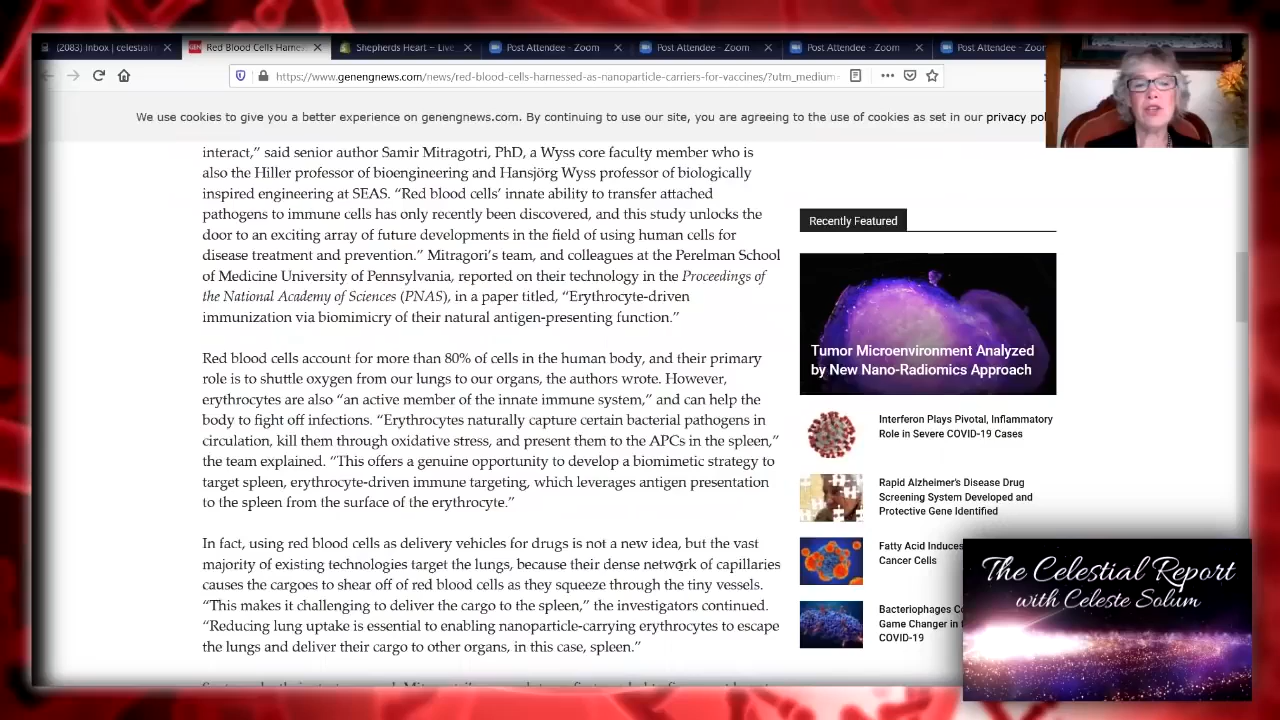 (2083) Inbox | celestial
Red Blood Cells Harne
Shepherds Heart – Live
Post Attendee - Zoom
Post Attendee - Zoom
Post Attendee - Zoom
Post Attendee - Zoom
https://www.genengnews.com/news/red-blood-cells-harnessed-as-nanoparticle-carriers-for-vaccines/?utm_medium
We use cookies to give you a better experience on genengnews.com. By continuing to use our site, you are agreeing to the use of cookies as set in our privacy pol
interact,” said senior author Samir Mitragotri, PhD, a Wyss core faculty member who is
also the Hiller professor of bioengineering and Hansjörg Wyss professor of biologically
inspired engineering at SEAS. “Red blood cells’ innate ability to transfer attached
pathogens to immune cells has only recently been discovered, and this study unlocks the
door to an exciting array of future developments in the field of using human cells for
disease treatment and prevention.” Mitragori’s team, and colleagues at the Perelman School
of Medicine University of Pennsylvania, reported on their technology in the Proceedings of
the National Academy of Sciences (PNAS), in a paper titled, “Erythrocyte-driven
immunization via biomimicry of their natural antigen-presenting function.”
Red blood cells account for more than 80% of cells in the human body, and their primary
role is to shuttle oxygen from our lungs to our organs, the authors wrote. However,
erythrocytes are also “an active member of the innate immune system,” and can help the
body to fight off infections. “Erythrocytes naturally capture certain bacterial pathogens in
circulation, kill them through oxidative stress, and present them to the APCs in the spleen,”
the team explained. “This offers a genuine opportunity to develop a biomimetic strategy to
target spleen, erythrocyte-driven immune targeting, which leverages antigen presentation
to the spleen from the surface of the erythrocyte.”
In fact, using red blood cells as delivery vehicles for drugs is not a new idea, but the vast
majority of existing technologies target the lungs, because their dense network of capillaries
causes the cargoes to shear off of red blood cells as they squeeze through the tiny vessels.
“This makes it challenging to deliver the cargo to the spleen,” the investigators continued.
“Reducing lung uptake is essential to enabling nanoparticle-carrying erythrocytes to escape
the lungs and deliver their cargo to other organs, in this case, spleen.”
Recently Featured
Tumor Microenvironment Analyzed
by New Nano-Radiomics Approach
Interferon Plays Pivotal, Inflammatory
Role in Severe COVID-19 Cases
Rapid Alzheimer’s Disease Drug
Screening System Developed and
Protective Gene Identified
Fatty Acid Induces
Cancer Cells
Bacteriophages Co
Game Changer in
COVID-19
The Celestial Report
with Celeste Solum